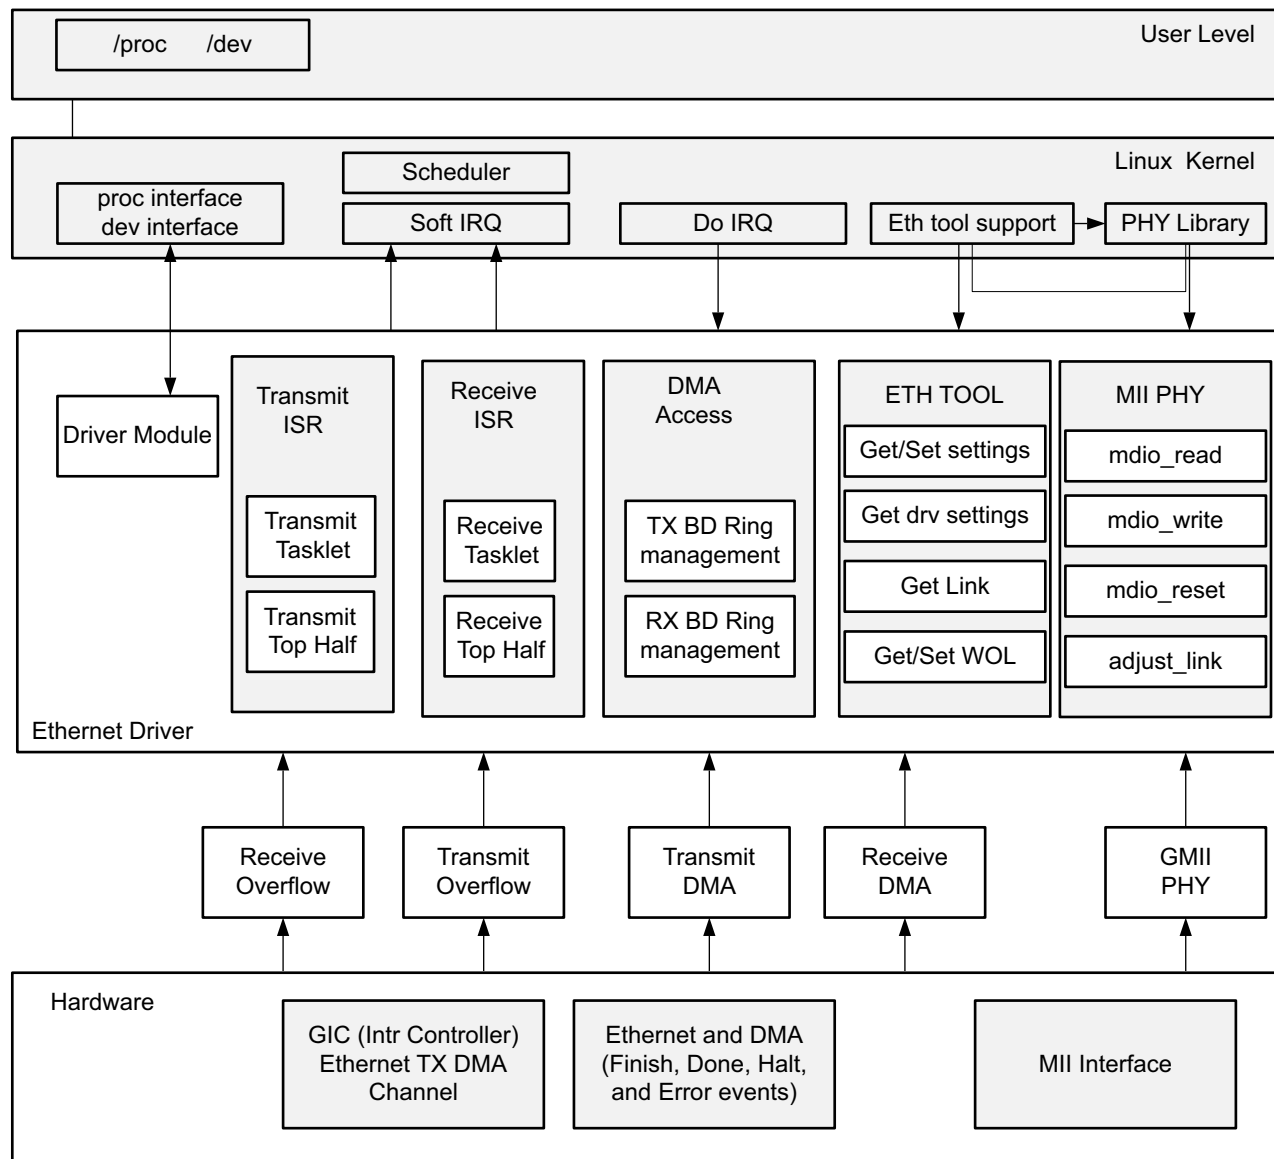 /proc /dev
User Level
Linux Kernel
Scheduler
proc interface
dev interface
Soft IRQ
Do IRQ
Eth tool support
PHY Library
Driver Module
Transmit
ISR
Transmit
Tasklet
Transmit
Top Half
Receive
ISR
Receive
Tasklet
Receive
Top Half
DMA
Access
TX BD Ring
management
RX BD Ring
management
ETH TOOL
Get/Set settings
Get drv settings
Get Link
Get/Set WOL
MII PHY
mdio_read
mdio_write
mdio_reset
adjust_link
Ethernet Driver
Receive
Overflow
Transmit
Overflow
Transmit
DMA
Receive
DMA
GMII
PHY
Hardware
GIC (Intr Controller)
Ethernet TX DMA
Channel
Ethernet and DMA
(Finish, Done, Halt,
and Error events)
MII Interface